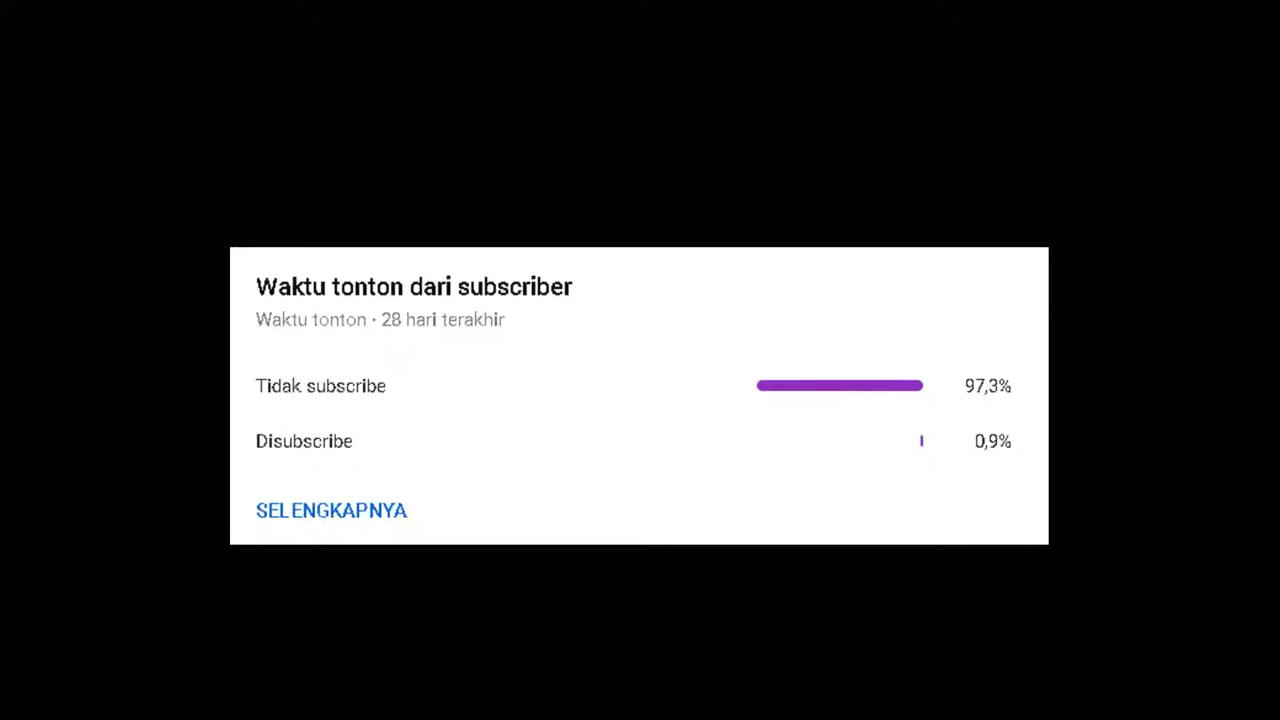 Waktu tonton dari subscriber
Waktu tonton · 28 hari terakhir
Tidak subscribe 97,3%
Disubscribe 0,9%
SELENGKAPNYA